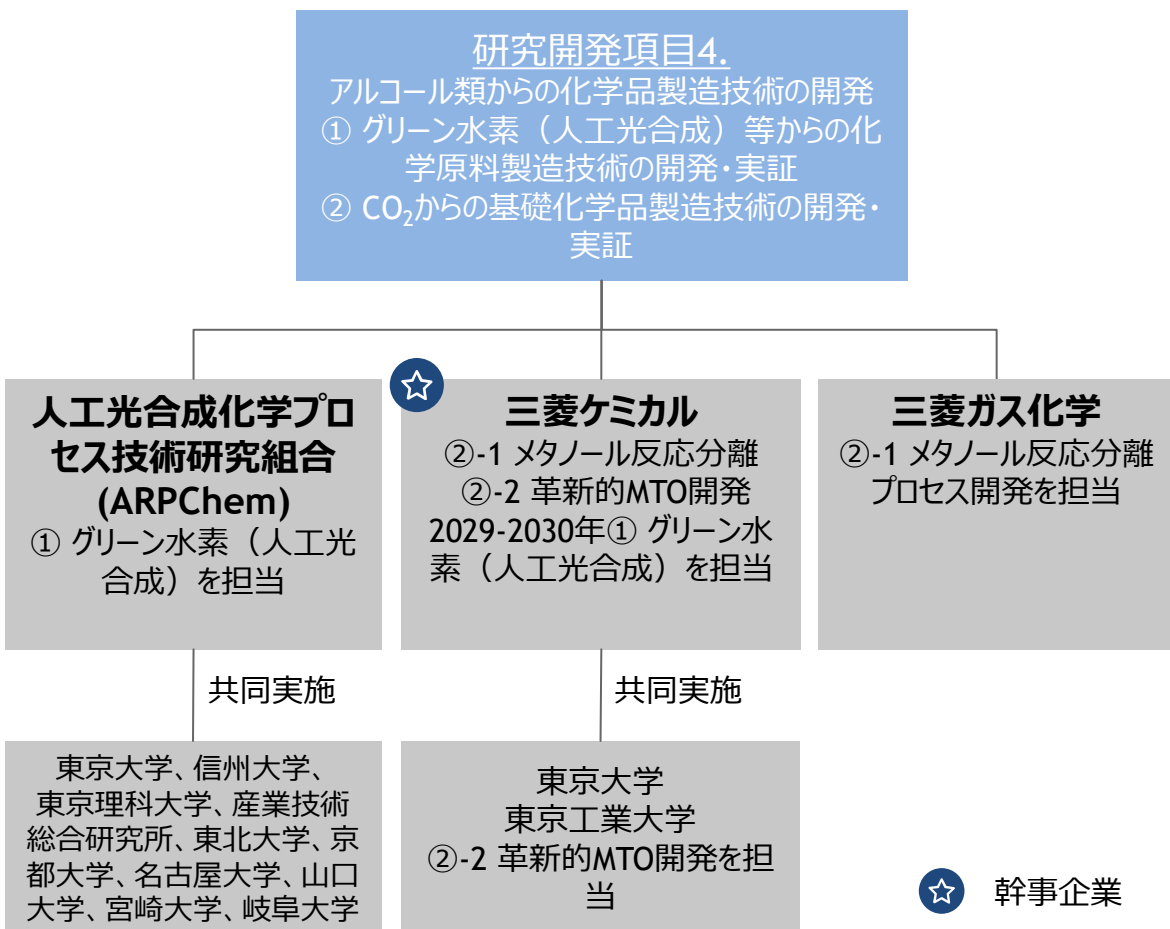 研究開発項目4.
アルコール類からの化学品製造技術の開発
① グリーン水素（人工光合成）等からの化
学原料製造技術の開発・実証
② CO₂からの基礎化学品製造技術の開発・
実証
人工光合成化学プロ
セス技術研究組合
(ARPChem)
① グリーン水素（人工光
合成）を担当
三菱ケミカル
②-1 メタノール反応分離
②-2 革新的MTO開発
2029-2030年① グリーン水
素（人工光合成）を担当
三菱ガス化学
②-1 メタノール反応分離
プロセス開発を担当
共同実施
共同実施
東京大学、信州大学、
東京理科大学、産業技術
総合研究所、東北大学、京
都大学、名古屋大学、山口
大学、宮崎大学、岐阜大学
東京大学
東京工業大学
②-2 革新的MTO開発を担
当
幹事企業